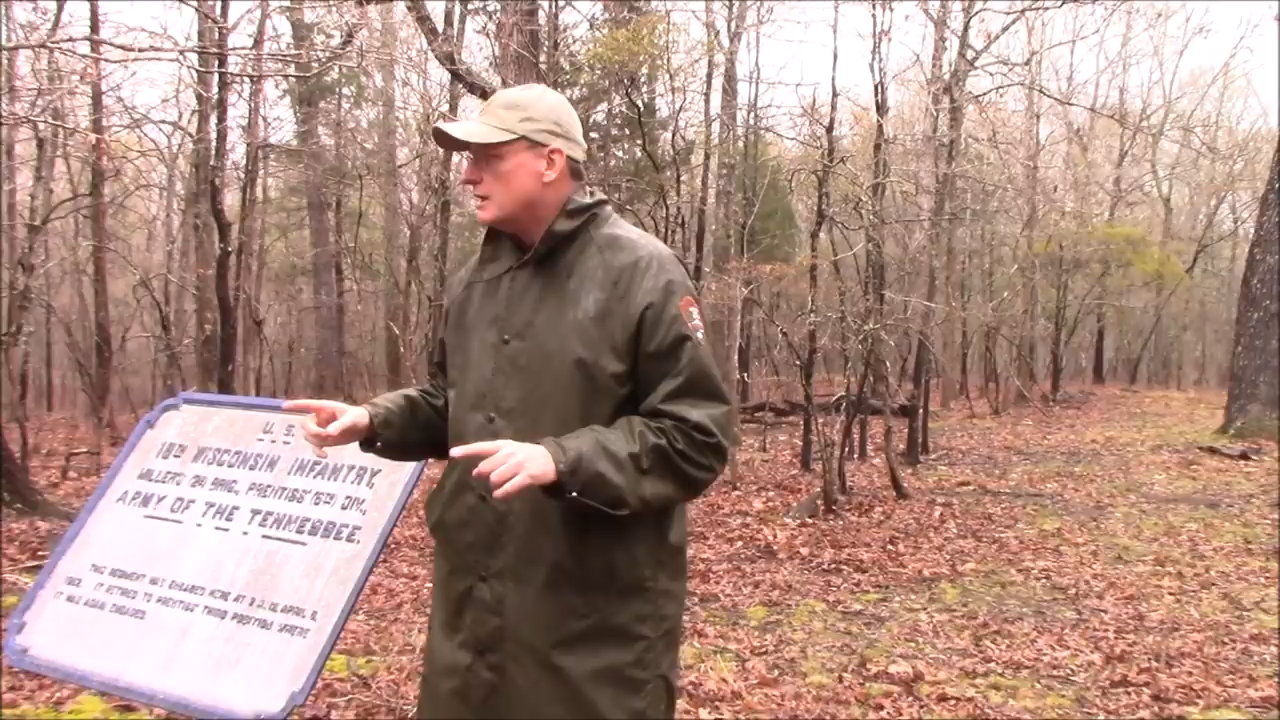 U. S.
18TH WISCONSIN INFANTRY,
MILLER'S (2D) BRIG., PRENTISS' (6TH) DIV.,
ARMY OF THE TENNESSEE.
THIS REGIMENT WAS ENGAGED HERE AT 8 A.M. APRIL 6,
1862. IT RETIRED TO PRENTISS' THIRD POSITION WHERE
IT WAS AGAIN ENGAGED.